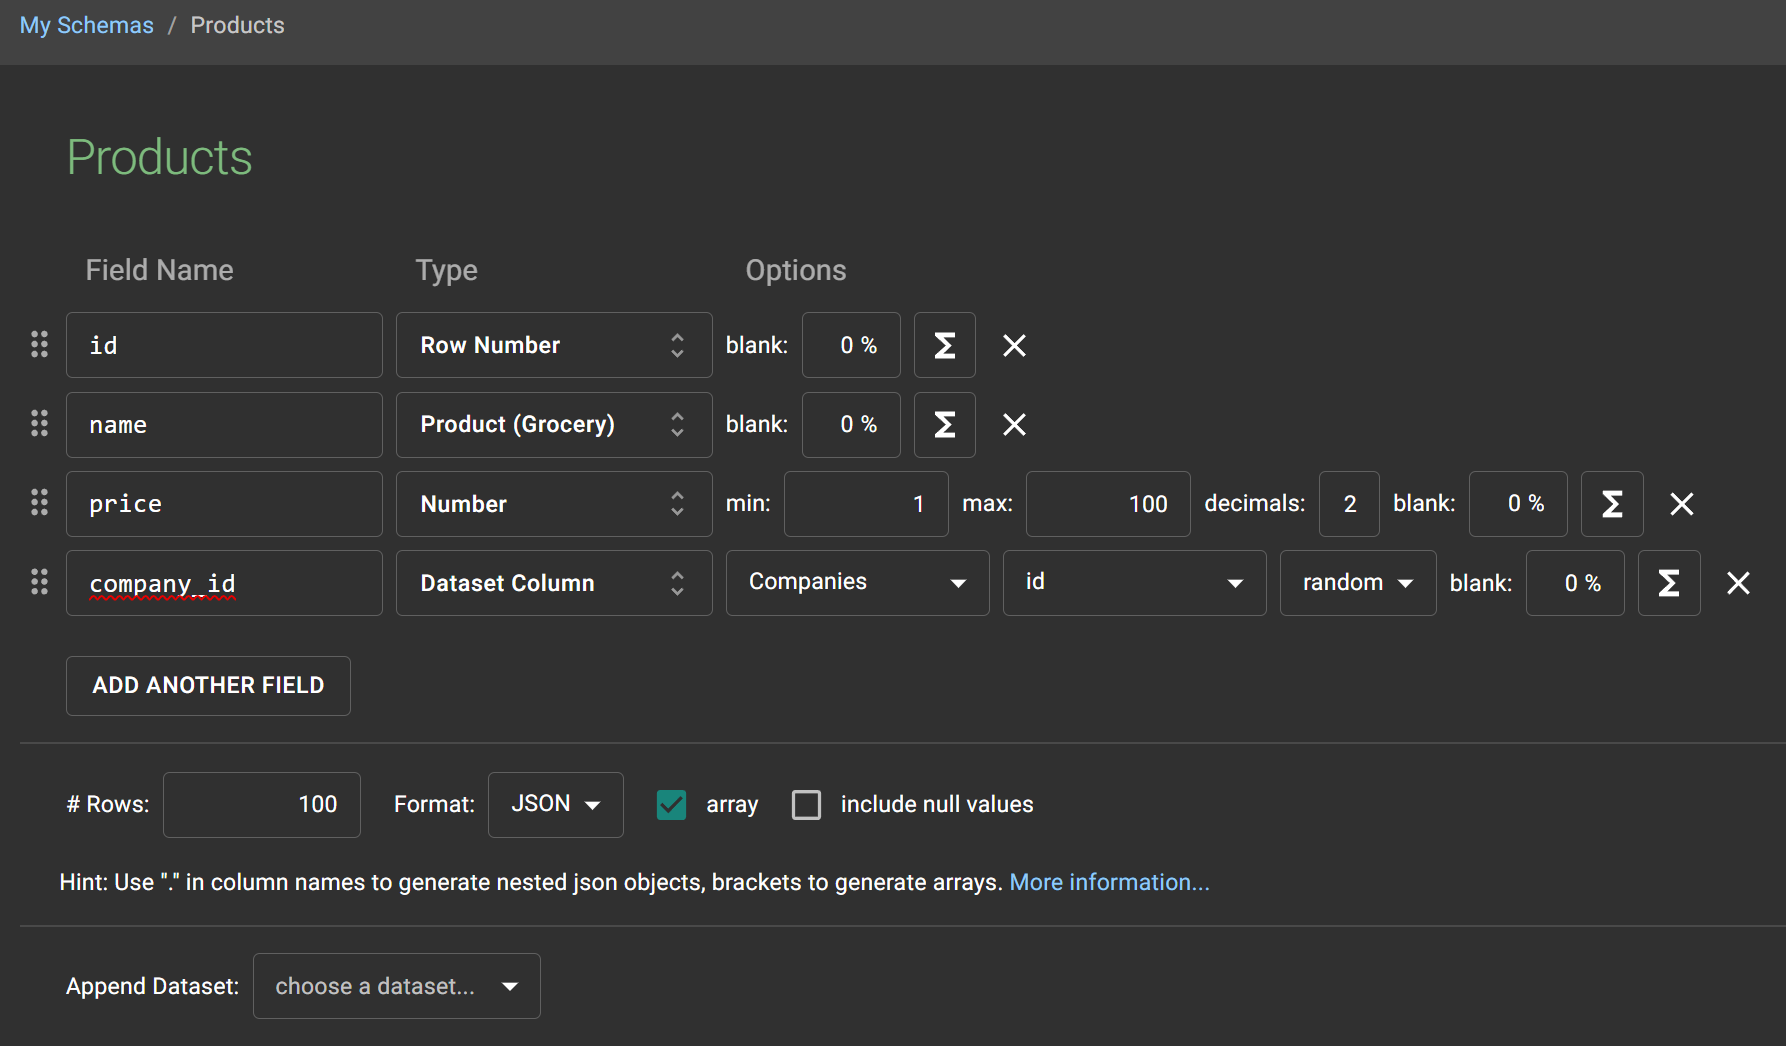 My Schemas / Products
Products
Field Name Type Options
id Row Number blank: 0 % Σ
name Product (Grocery) blank: 0 % Σ
price Number min: 1 max: 100 decimals: 2 blank: 0 % Σ
company_id Dataset Column Companies id random blank: 0 % Σ
ADD ANOTHER FIELD
# Rows: 100 Format: JSON array include null values
Hint: Use "." in column names to generate nested json objects, brackets to generate arrays. More information...
Append Dataset: choose a dataset...